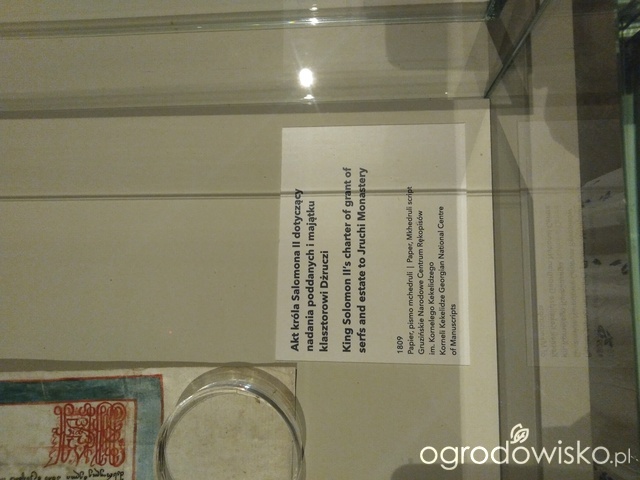 Akt króla Salomona II dotyczący
nadania poddanych i majątku
klasztorowi Dżruczi
King Solomon II's charter of grant of
serfs and estate to Jruchi Monastery
1809
Papier, pismo mchedruli | Paper, Mkhedruli script
Gruzińskie Narodowe Centrum Rękopisów
im. Kornelego Kekelidzego
Korneli Kekelidze Georgian National Centre
of Manuscripts
ogrodowisko.pl